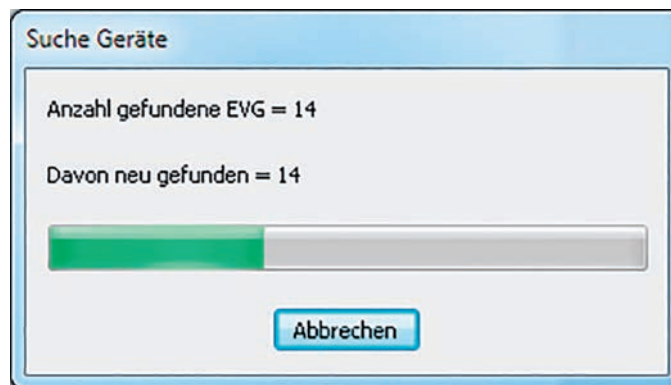 Suche Geräte
Anzahl gefundene EVG = 14
Davon neu gefunden = 14
Abbrechen